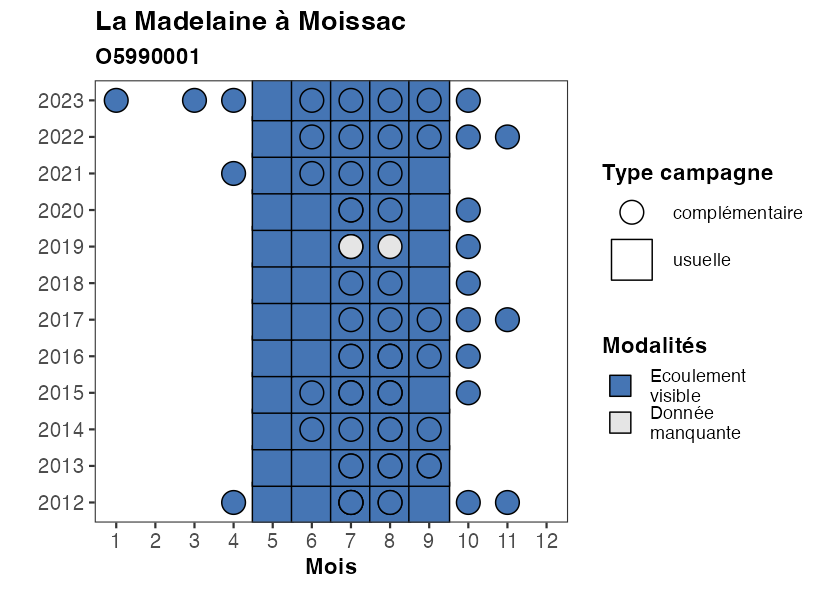 La Madelaine à Moissac
O5990001
2023
2022
2021
2020
2019
2018
2017
2016
2015
2014
2013
2012
1 2 3 4 5 6 7 8 9 10 11 12
Mois
Type campagne
complémentaire
usuelle
Modalités
Ecoulement
visible
Donnée
manquante